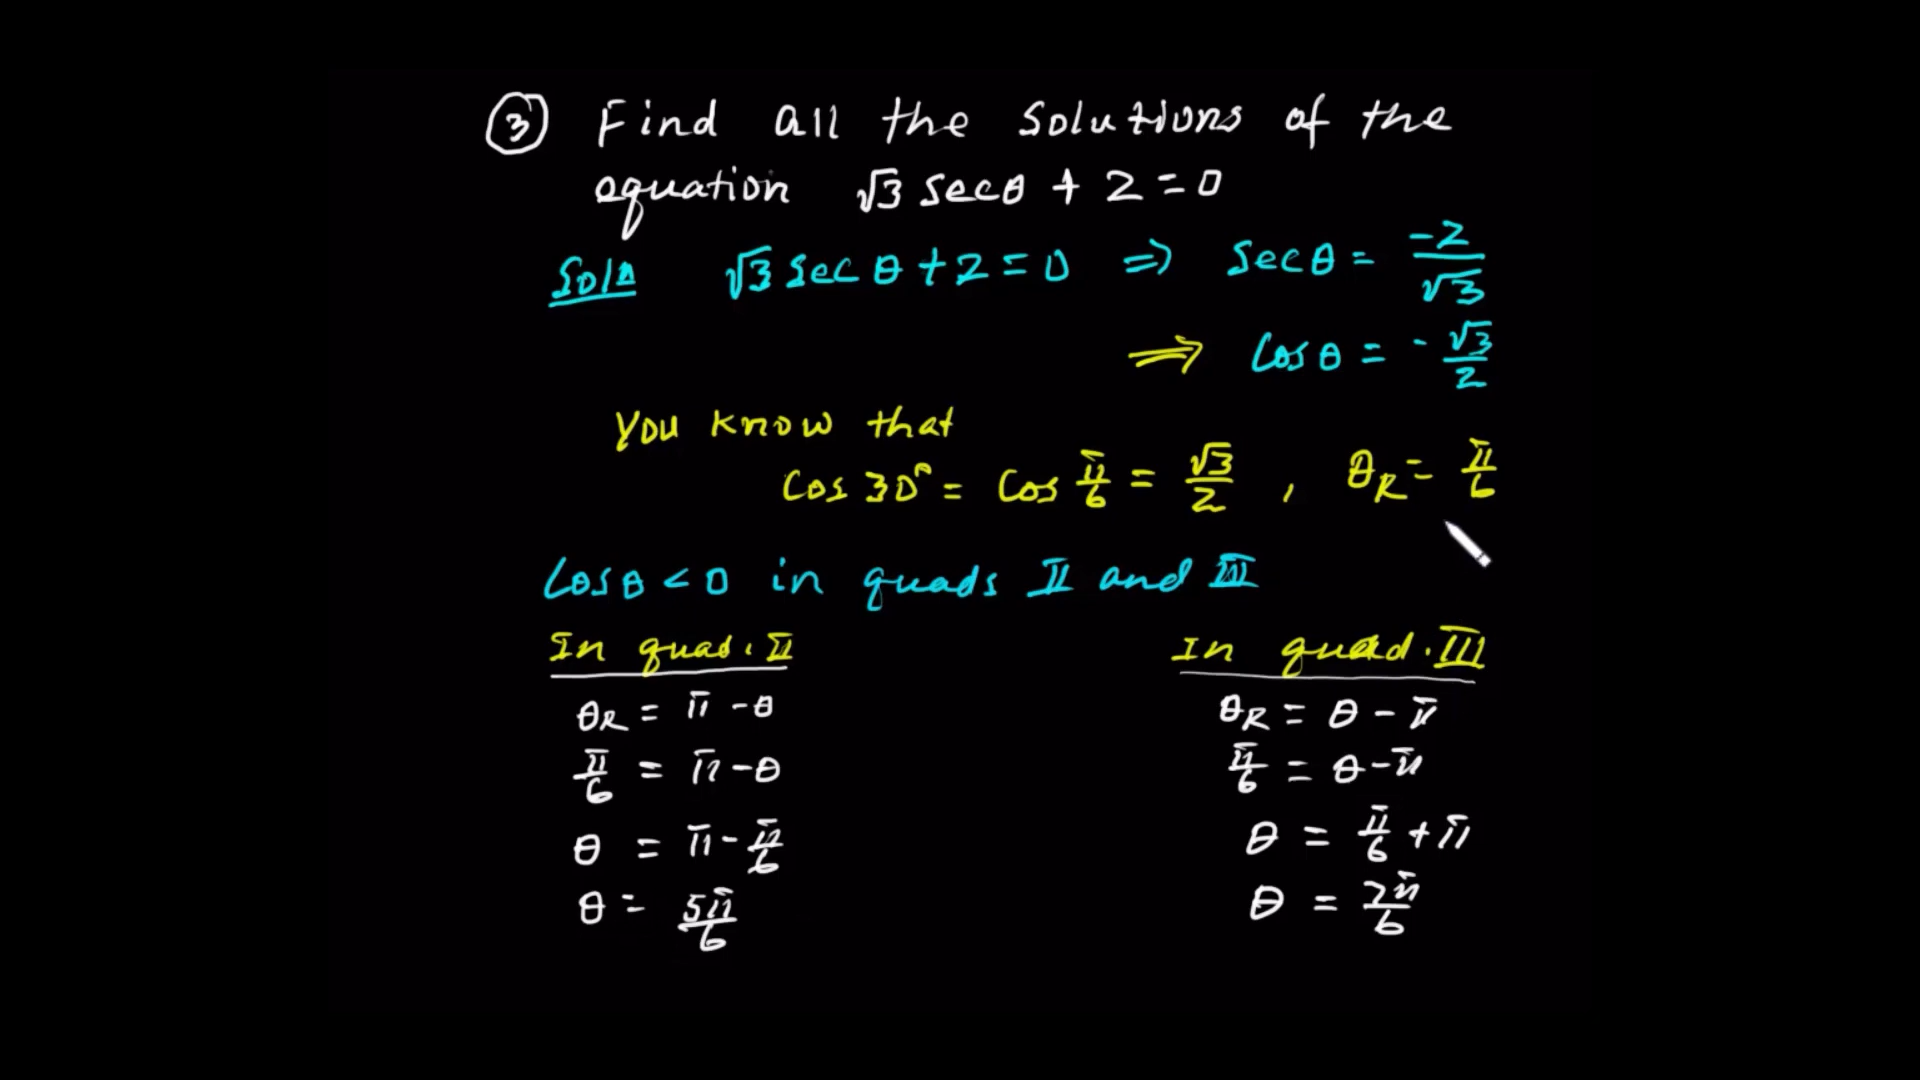 ③ Find all the solutions of the
equation √3 secθ + 2 = 0
Soln √3 sec θ + 2 = 0 ⇒ Secθ = -2/√3
⇒ Cosθ = - √3/2
You know that
Cos 30° = Cos π/6 = √3/2 , θR = π/6
Cosθ < 0 in quads II and III
In quad. II
In quad. III
θR = π - θ
θR = θ - π
π/6 = π - θ
π/6 = θ - π
θ = π - π/6
θ = π/6 + π
θ = 5π/6
θ = 7π/6